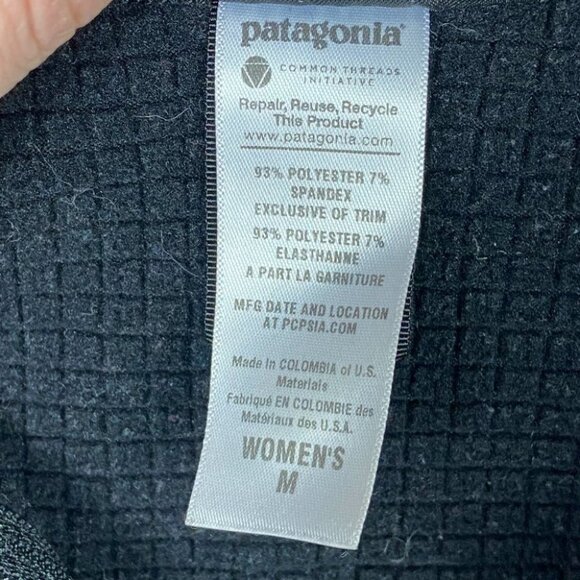 patagonia®
COMMON THREADS
INITIATIVE
Repair, Reuse, Recycle
This Product
www.patagonia.com
93% POLYESTER 7%
SPANDEX
EXCLUSIVE OF TRIM
93% POLYESTER 7%
ELASTHANNE
A PART LA GARNITURE
MFG DATE AND LOCATION
AT PCPSIA.COM
Made in COLOMBIA of U.S.
Materials
Fabriqué EN COLOMBIE des
Matériaux des U.S.A.
WOMEN'S
M